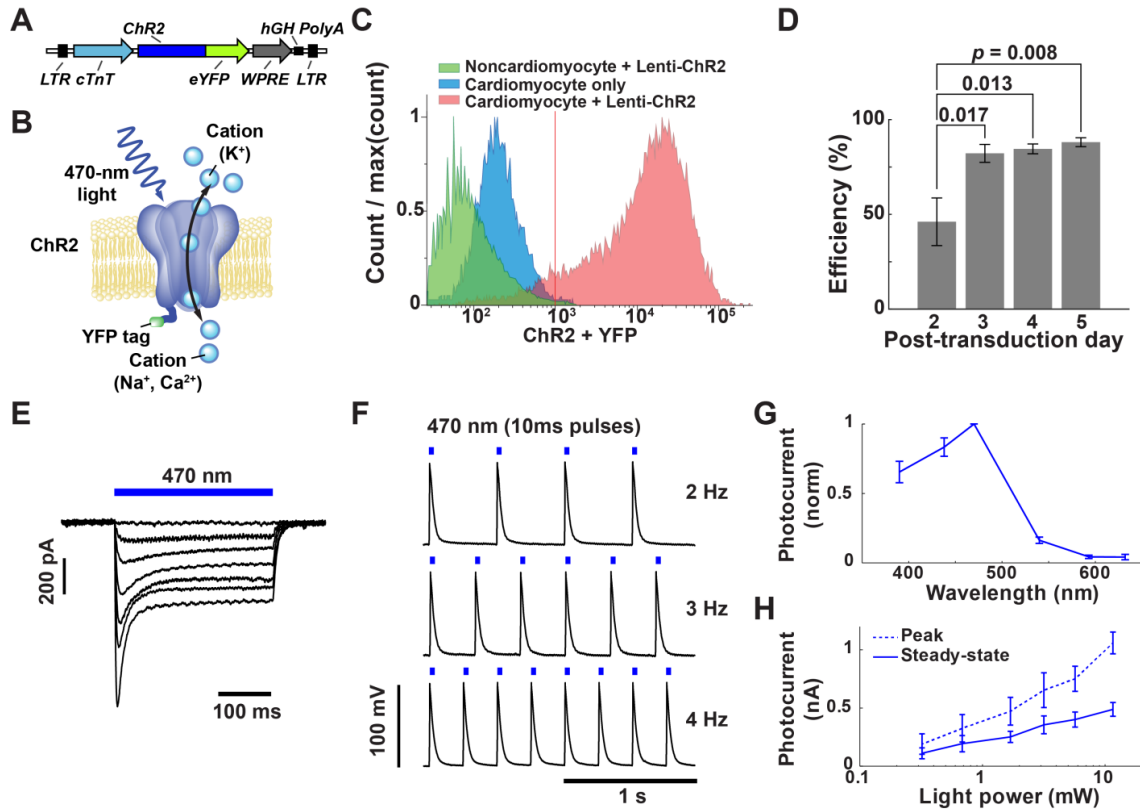 A
ChR2
hGH PolyA
LTR cTnT
eYFP
WPRE
LTR
B
Cation
(K⁺)
470-nm
light
ChR2
YFP tag
Cation
(Na⁺, Ca²⁺)
C
Noncardiomyocyte + Lenti-ChR2
Cardiomyocyte only
Cardiomyocyte + Lenti-ChR2
Count / max(count)
1
0.5
0
10² 10³ 10⁴ 10⁵
ChR2 + YFP
D
p = 0.008
0.013
0.017
Efficiency (%)
100
50
0
2 3 4 5
Post-transduction day
E
470 nm
200 pA
100 ms
F
470 nm (10ms pulses)
2 Hz
3 Hz
4 Hz
100 mV
1 s
G
Photocurrent
(norm)
1
0.5
0
400 500 600
Wavelength (nm)
H
Peak
Steady-state
Photocurrent
(nA)
1
0.5
0
0.1 1 10
Light power (mW)